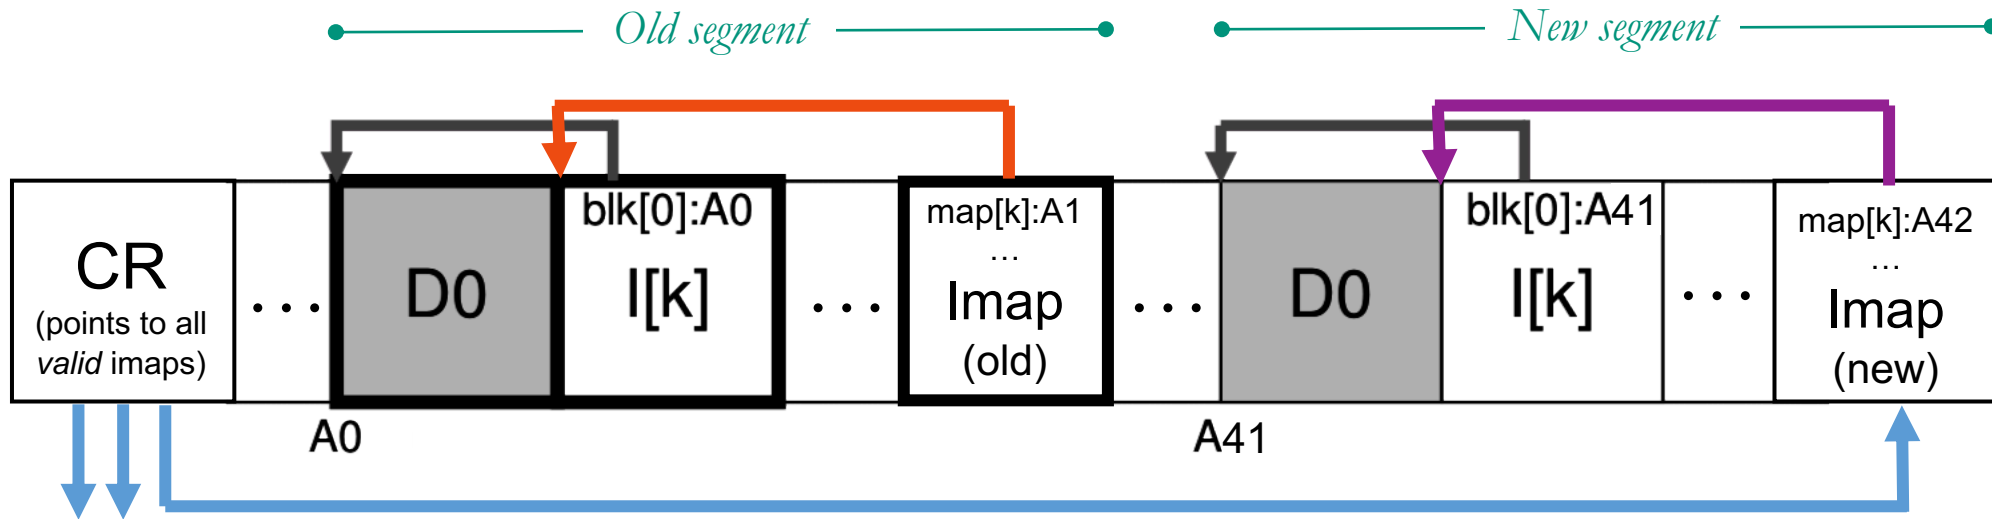 Old segment
New segment
CR
(points to all
valid imaps)
...
D0
blk[0]:A0
I[k]
...
map[k]:A1
...
Imap
(old)
...
D0
blk[0]:A41
I[k]
...
map[k]:A42
...
Imap
(new)
A0
A41